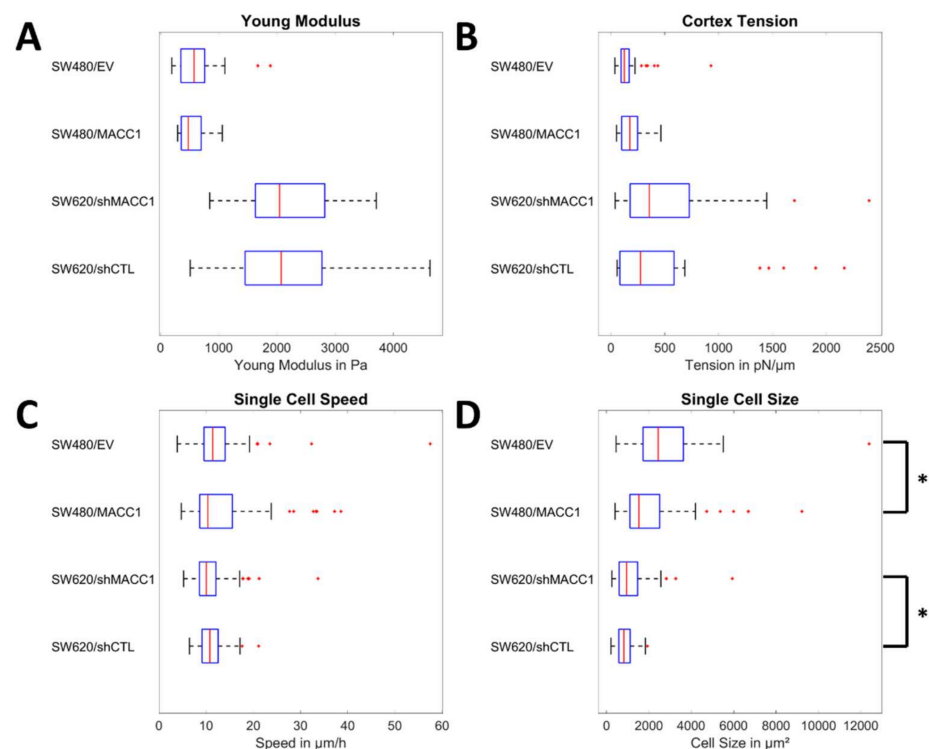 A
Young Modulus
SW480/EV
SW480/MACC1
SW620/shMACC1
SW620/shCTL
0 1000 2000 3000 4000
Young Modulus in Pa
B
Cortex Tension
SW480/EV
SW480/MACC1
SW620/shMACC1
SW620/shCTL
0 500 1000 1500 2000 2500
Tension in pN/μm
C
Single Cell Speed
SW480/EV
SW480/MACC1
SW620/shMACC1
SW620/shCTL
0 10 20 30 40 50 60
Speed in μm/h
D
Single Cell Size
SW480/EV
SW480/MACC1
*
SW620/shMACC1
SW620/shCTL
*
0 2000 4000 6000 8000 10000 12000
Cell Size in μm²